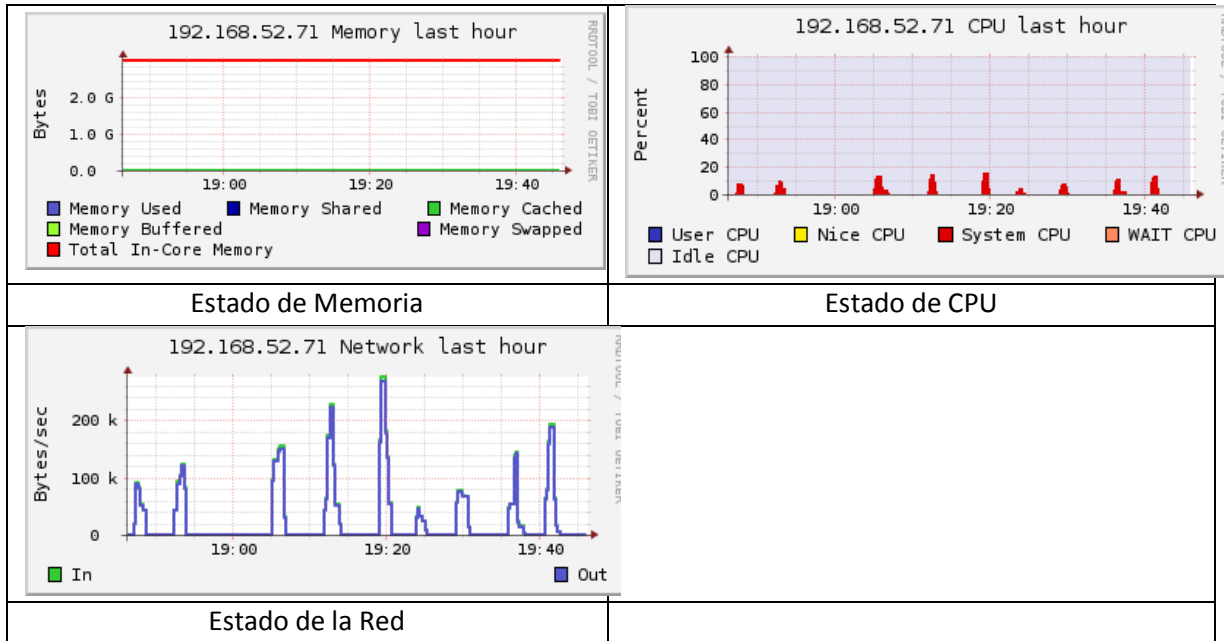 192.168.52.71 Memory last hour
RRDTOOL / TOBI OETIKER
Bytes
2.0 G
1.0 G
0.0
19:00 19:20 19:40
Memory Used Memory Shared Memory Cached
Memory Buffered Memory Swapped
Total In-Core Memory
192.168.52.71 CPU last hour
Percent
100
80
60
40
20
0
19:00 19:20 19:40
User CPU Nice CPU System CPU WAIT CPU
Idle CPU
Estado de Memoria
Estado de CPU
192.168.52.71 Network last hour
Bytes/sec
200 k
100 k
0
19:00 19:20 19:40
In Out
Estado de la Red